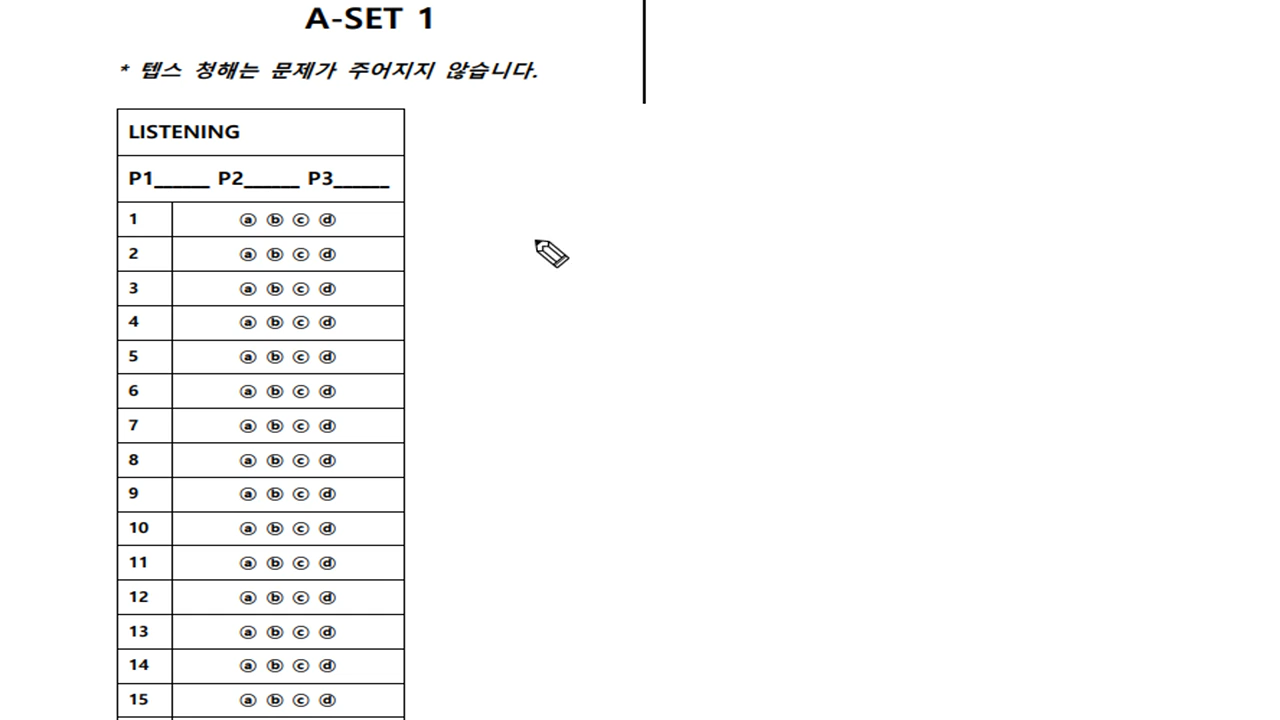 A-SET 1
* 텝스 청해는 문제가 주어지지 않습니다.
LISTENING
P1______ P2______ P3______
1 ⓐ ⓑ ⓒ ⓓ
2 ⓐ ⓑ ⓒ ⓓ
3 ⓐ ⓑ ⓒ ⓓ
4 ⓐ ⓑ ⓒ ⓓ
5 ⓐ ⓑ ⓒ ⓓ
6 ⓐ ⓑ ⓒ ⓓ
7 ⓐ ⓑ ⓒ ⓓ
8 ⓐ ⓑ ⓒ ⓓ
9 ⓐ ⓑ ⓒ ⓓ
10 ⓐ ⓑ ⓒ ⓓ
11 ⓐ ⓑ ⓒ ⓓ
12 ⓐ ⓑ ⓒ ⓓ
13 ⓐ ⓑ ⓒ ⓓ
14 ⓐ ⓑ ⓒ ⓓ
15 ⓐ ⓑ ⓒ ⓓ